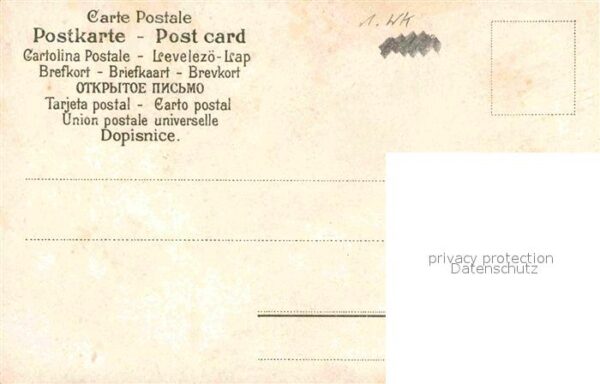 Carte Postale
Postkarte - Post card
Cartolina Postale - Levelezö-Lap
Brefkort - Briefkaart - Brevkort
ОТКРЫТОЕ ПИСЬМО
Tarjeta postal - Carto postal
Union postale universelle
Dopisnice.
1. WK
privacy protection
Datenschutz